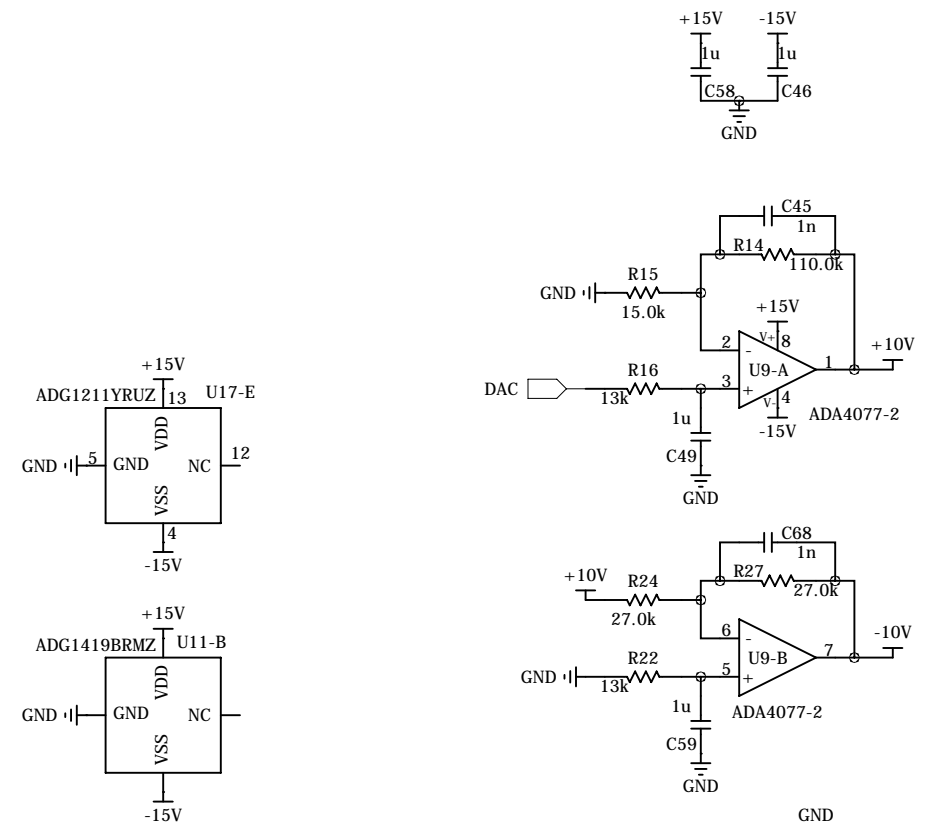 +15V -15V
1u 1u
C58 C46
GND
C45
1n
R14
110.0k
R15
GND
15.0k
+15V
V+ 8
2 -
U9-A 1 +10V
R16
DAC
13k
3 +
V- 4
-15V
ADA4077-2
1u
C49
GND
+15V
ADG1211YRUZ 13 U17-E
VDD
GND 5 GND NC 12
VSS
4
-15V
C68
1n
R27
27.0k
+10V
R24
27.0k
6 -
U9-B 7 -10V
R22
GND
13k
5 +
ADA4077-2
1u
C59
GND
+15V
ADG1419BRMZ U11-B
VDD
GND GND NC
VSS
-15V
GND